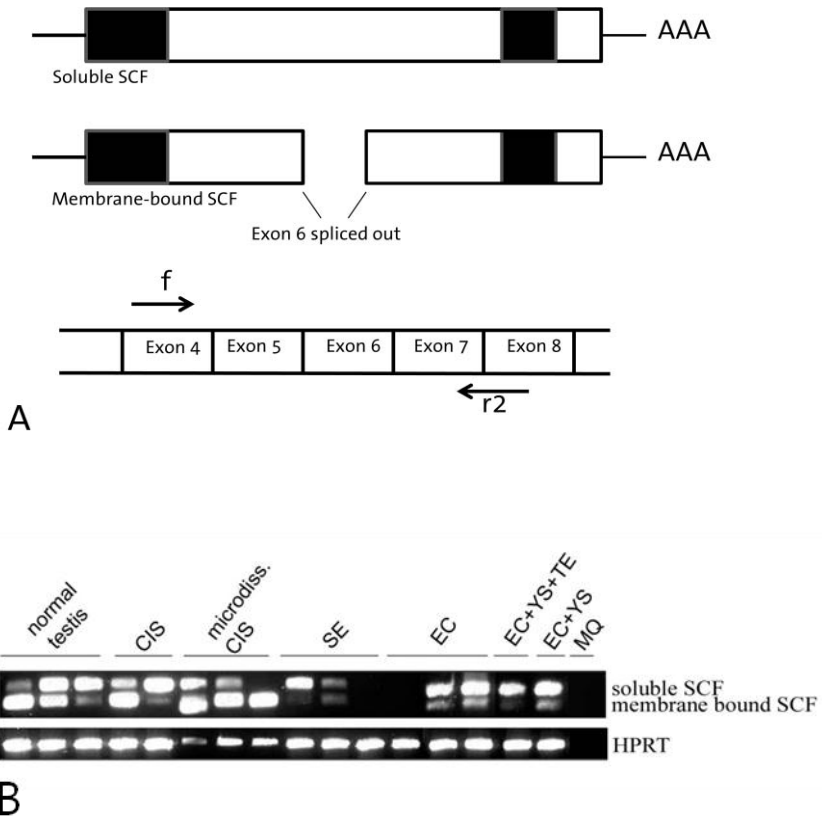 AAA
Soluble SCF
AAA
Membrane-bound SCF
Exon 6 spliced out
f
Exon 4 Exon 5 Exon 6 Exon 7 Exon 8
r2
A
normal
testis
CIS
microdiss.
CIS
SE
EC
EC+YS+TE
EC+YS
MQ
soluble SCF
membrane bound SCF
HPRT
B